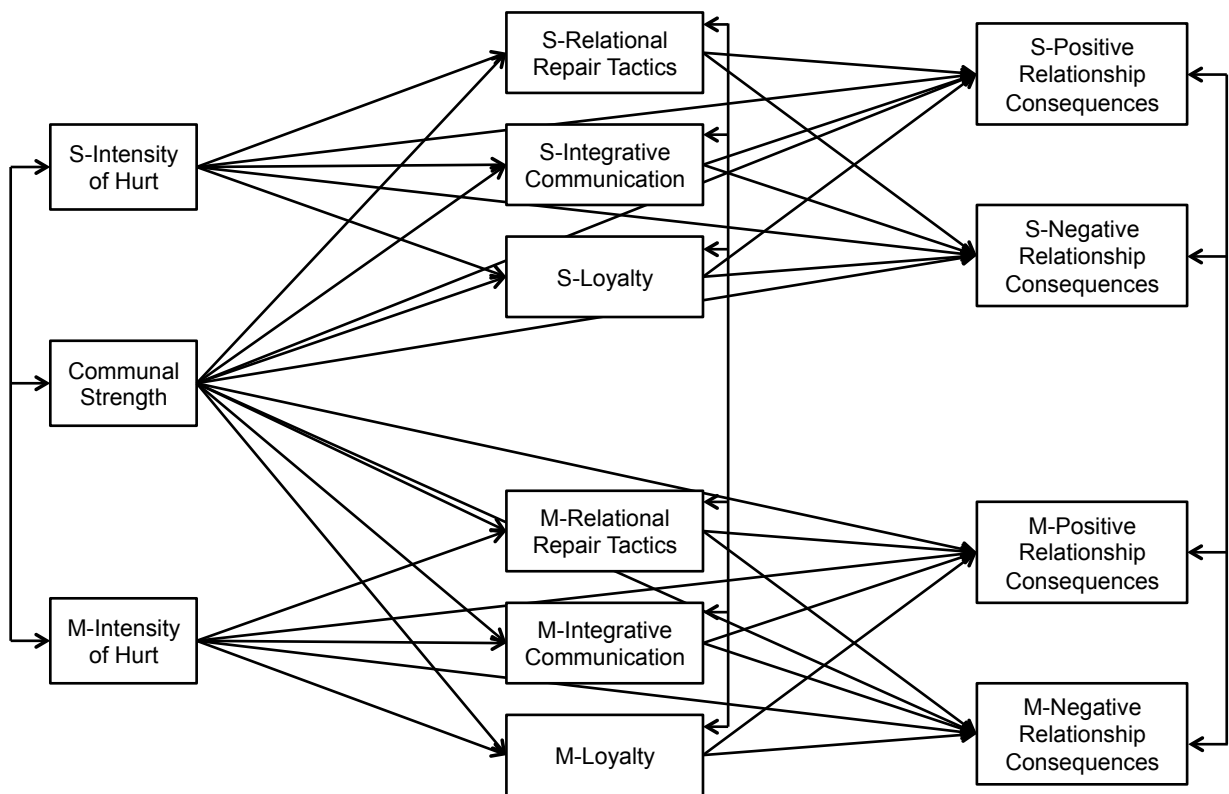 S-Relational
Repair Tactics
S-Positive
Relationship
Consequences
S-Intensity
of Hurt
S-Integrative
Communication
S-Negative
Relationship
Consequences
S-Loyalty
Communal
Strength
M-Relational
Repair Tactics
M-Positive
Relationship
Consequences
M-Intensity
of Hurt
M-Integrative
Communication
M-Negative
Relationship
Consequences
M-Loyalty